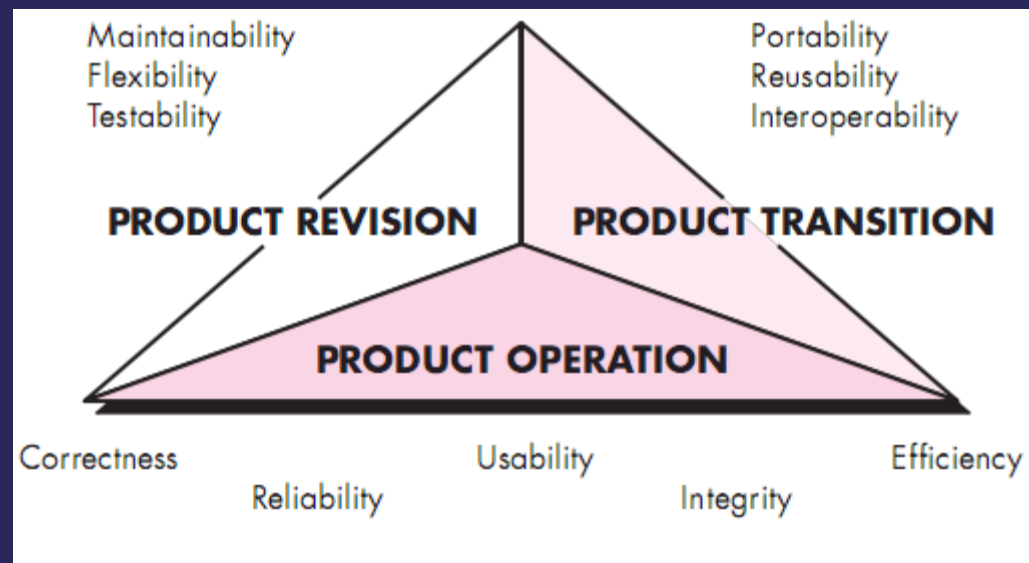 Maintainability
Flexibility
Testability
Portability
Reusability
Interoperability
PRODUCT REVISION
PRODUCT TRANSITION
PRODUCT OPERATION
Correctness
Usability
Efficiency
Reliability
Integrity